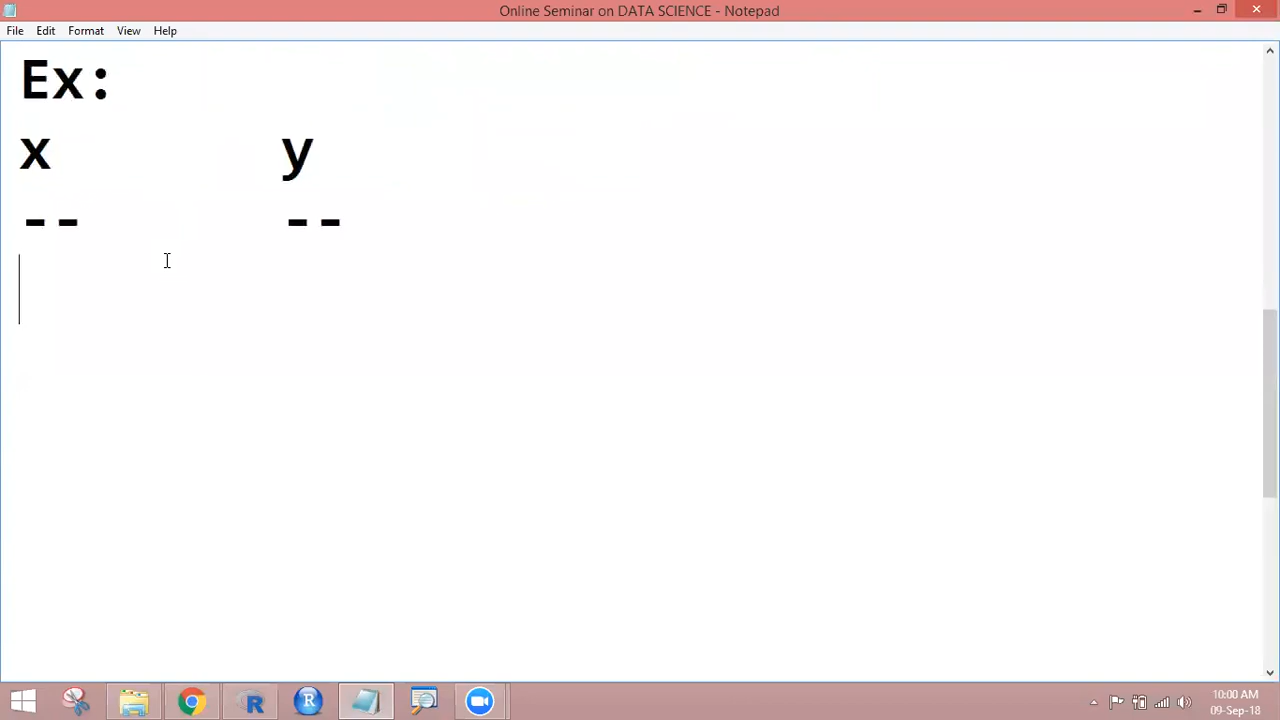 Online Seminar on DATA SCIENCE - Notepad
File Edit Format View Help
Ex:
x y
-- --
R R
10:00 AM
09-Sep-18